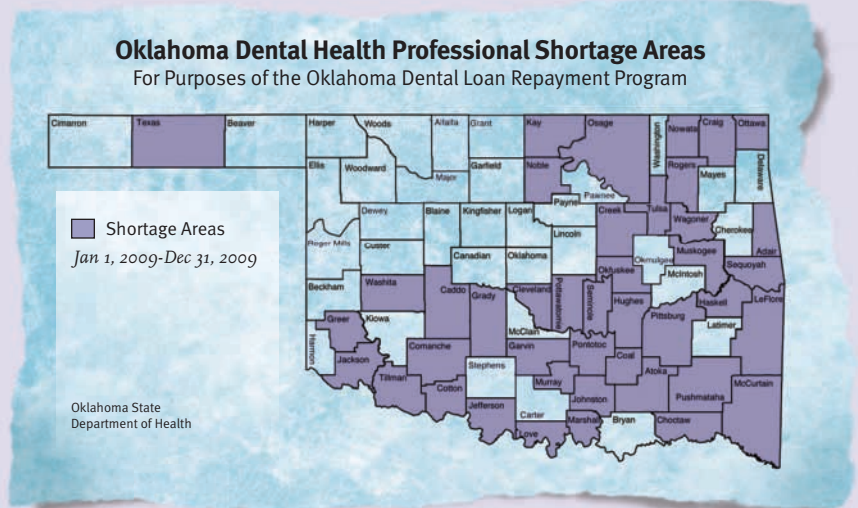 Oklahoma Dental Health Professional Shortage Areas
For Purposes of the Oklahoma Dental Loan Repayment Program
Cimarron Texas Beaver Harper Woods Alfalfa Grant Kay Osage Washington Nowata Craig Ottawa
Ellis Woodward Major Garfield Noble Pawnee Rogers Mayes Delaware
Dewey Blaine Kingfisher Logan Payne Creek Tulsa Wagoner Cherokee
Roger Mills Custer Canadian Oklahoma Lincoln Okmulgee Muskogee Adair
Beckham Washita Caddo Grady Cleveland Pottawatomie Seminole Okfuskee McIntosh Sequoyah
Greer Kiowa McClain Hughes Pittsburg Haskell LeFlore
Harmon Jackson Comanche Garvin Pontotoc Coal Latimer
Tillman Cotton Stephens Murray Johnston Atoka Pushmataha McCurtain
Jefferson Carter Love Marshall Bryan Choctaw
Shortage Areas
Jan 1, 2009-Dec 31, 2009
Oklahoma State
Department of Health